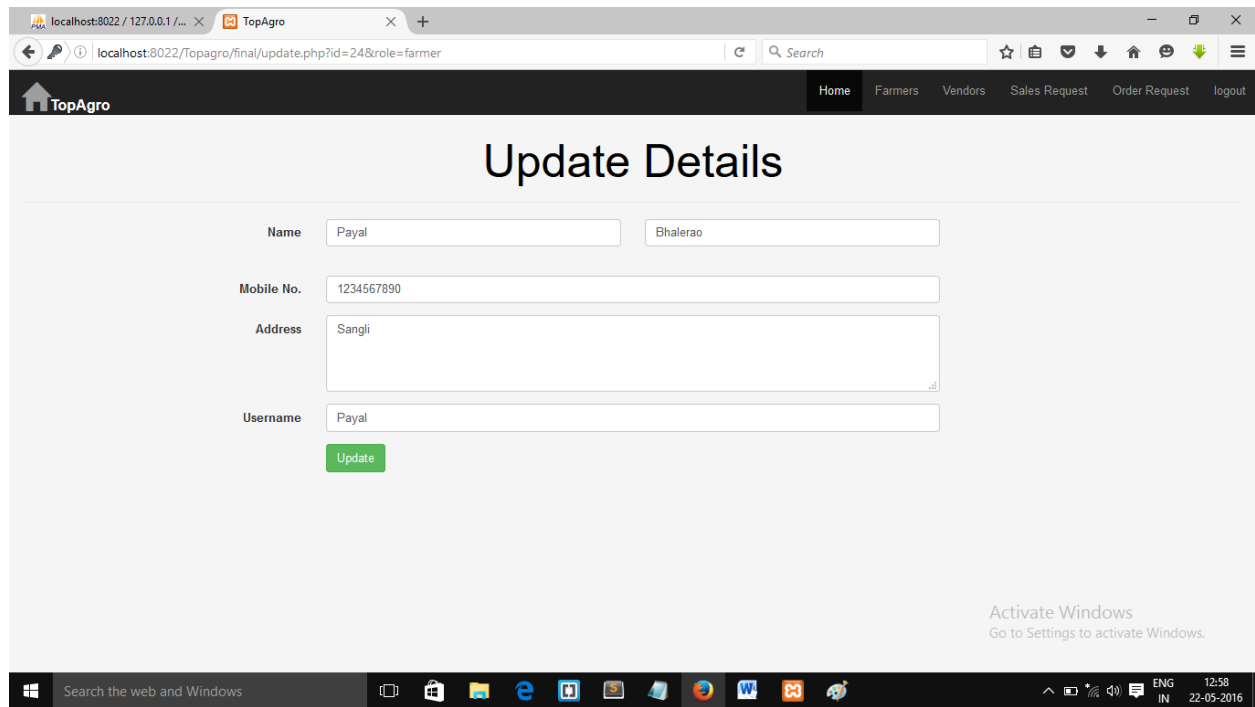 localhost:8022 / 127.0.0.1 /...
TopAgro
localhost:8022/Topagro/final/update.php?id=24&role=farmer
Search
TopAgro
Home
Farmers
Vendors
Sales Request
Order Request
logout
Update Details
Name
Payal
Bhalerao
Mobile No.
1234567890
Address
Sangli
Username
Payal
Update
Activate Windows
Go to Settings to activate Windows.
Search the web and Windows
ENG
IN
12:58
22-05-2016